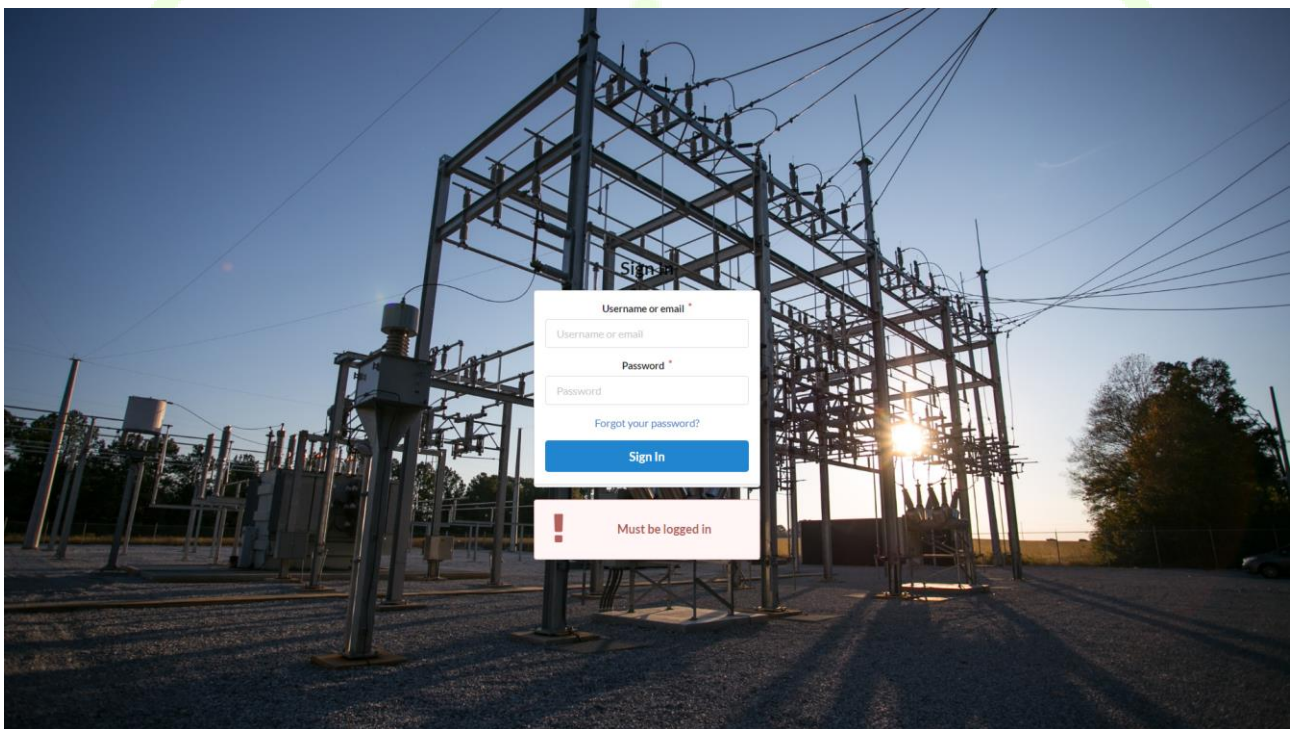 Sign In
Username or email *
Username or email
Password *
Password
Forgot your password?
Sign In
! Must be logged in